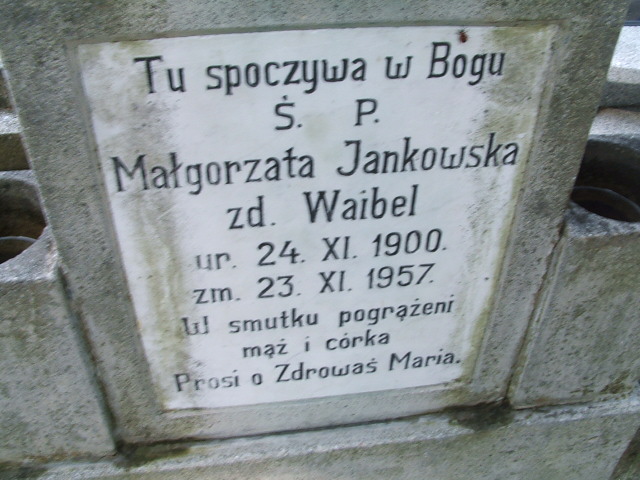 Tu spoczywa w Bogu
Ś. P.
Małgorzata Jankowska
zd. Waibel
ur. 24. XI. 1900.
zm. 23. XI. 1957.
W smutku pogrążeni
mąż i córka
Prosi o Zdrowaś Maria.